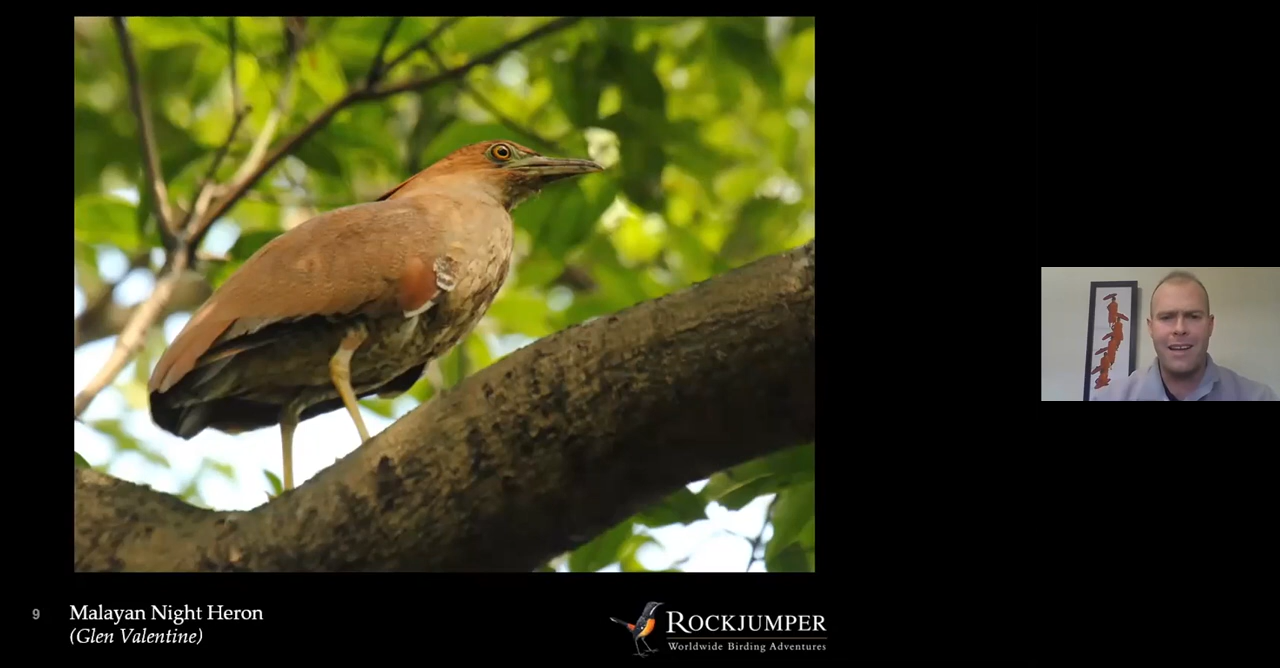 9
Malayan Night Heron
(Glen Valentine)
ROCKJUMPER
Worldwide Birding Adventures